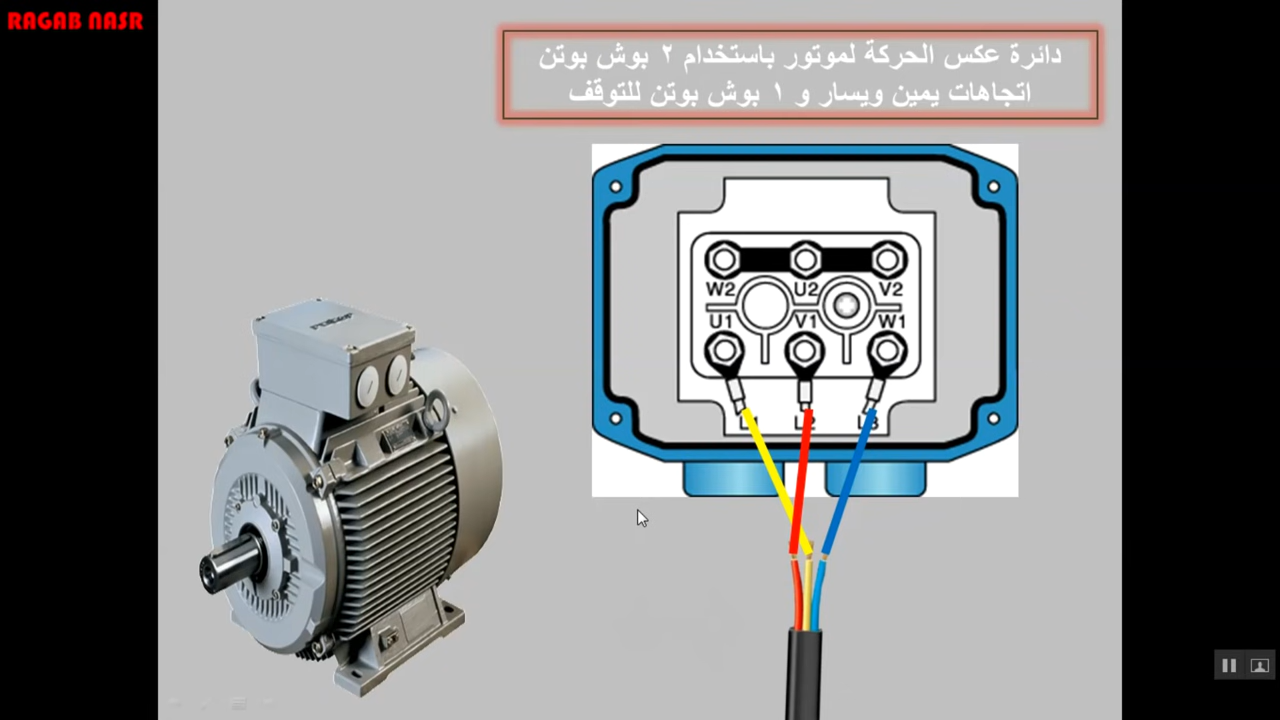 RAGAB NASR
دائرة عكس الحركة لموتور باستخدام ٢ بوش بوتن
اتجاهات يمين ويسار و ١ بوش بوتن للتوقف
W2 U2 V2
U1 V1 W1
L1 L2 L3